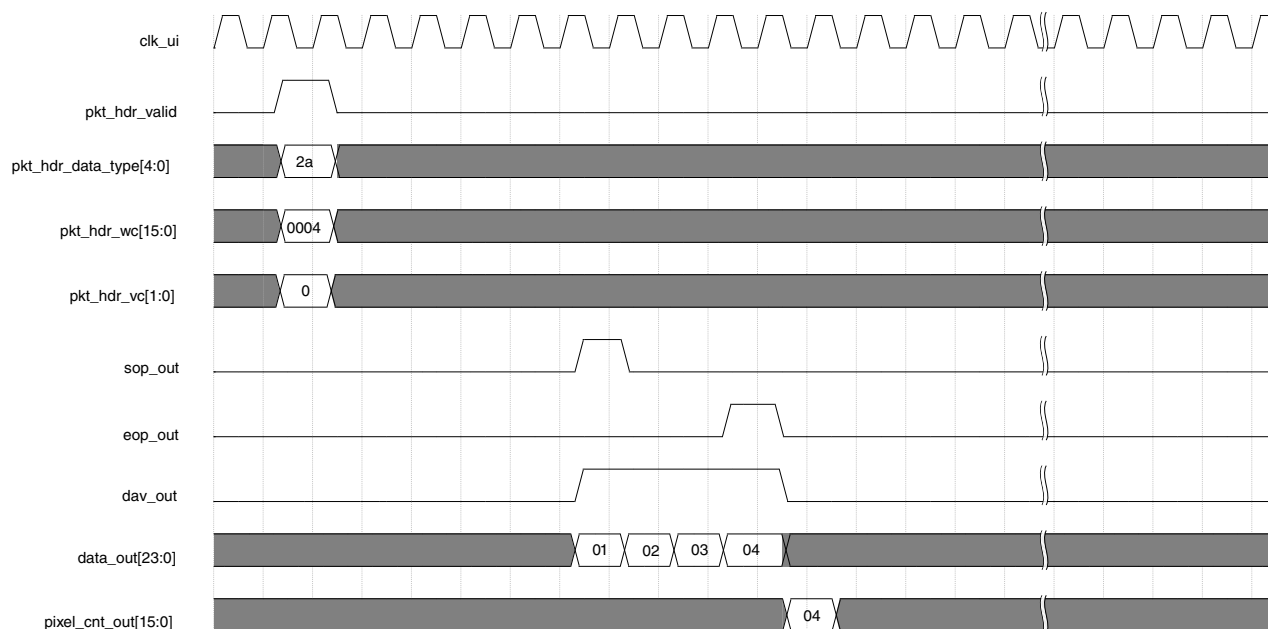 clk_ui
pkt_hdr_valid
pkt_hdr_data_type[4:0] 2a
pkt_hdr_wc[15:0] 0004
pkt_hdr_vc[1:0] 0
sop_out
eop_out
dav_out
data_out[23:0] 01 02 03 04
pixel_cnt_out[15:0] 04